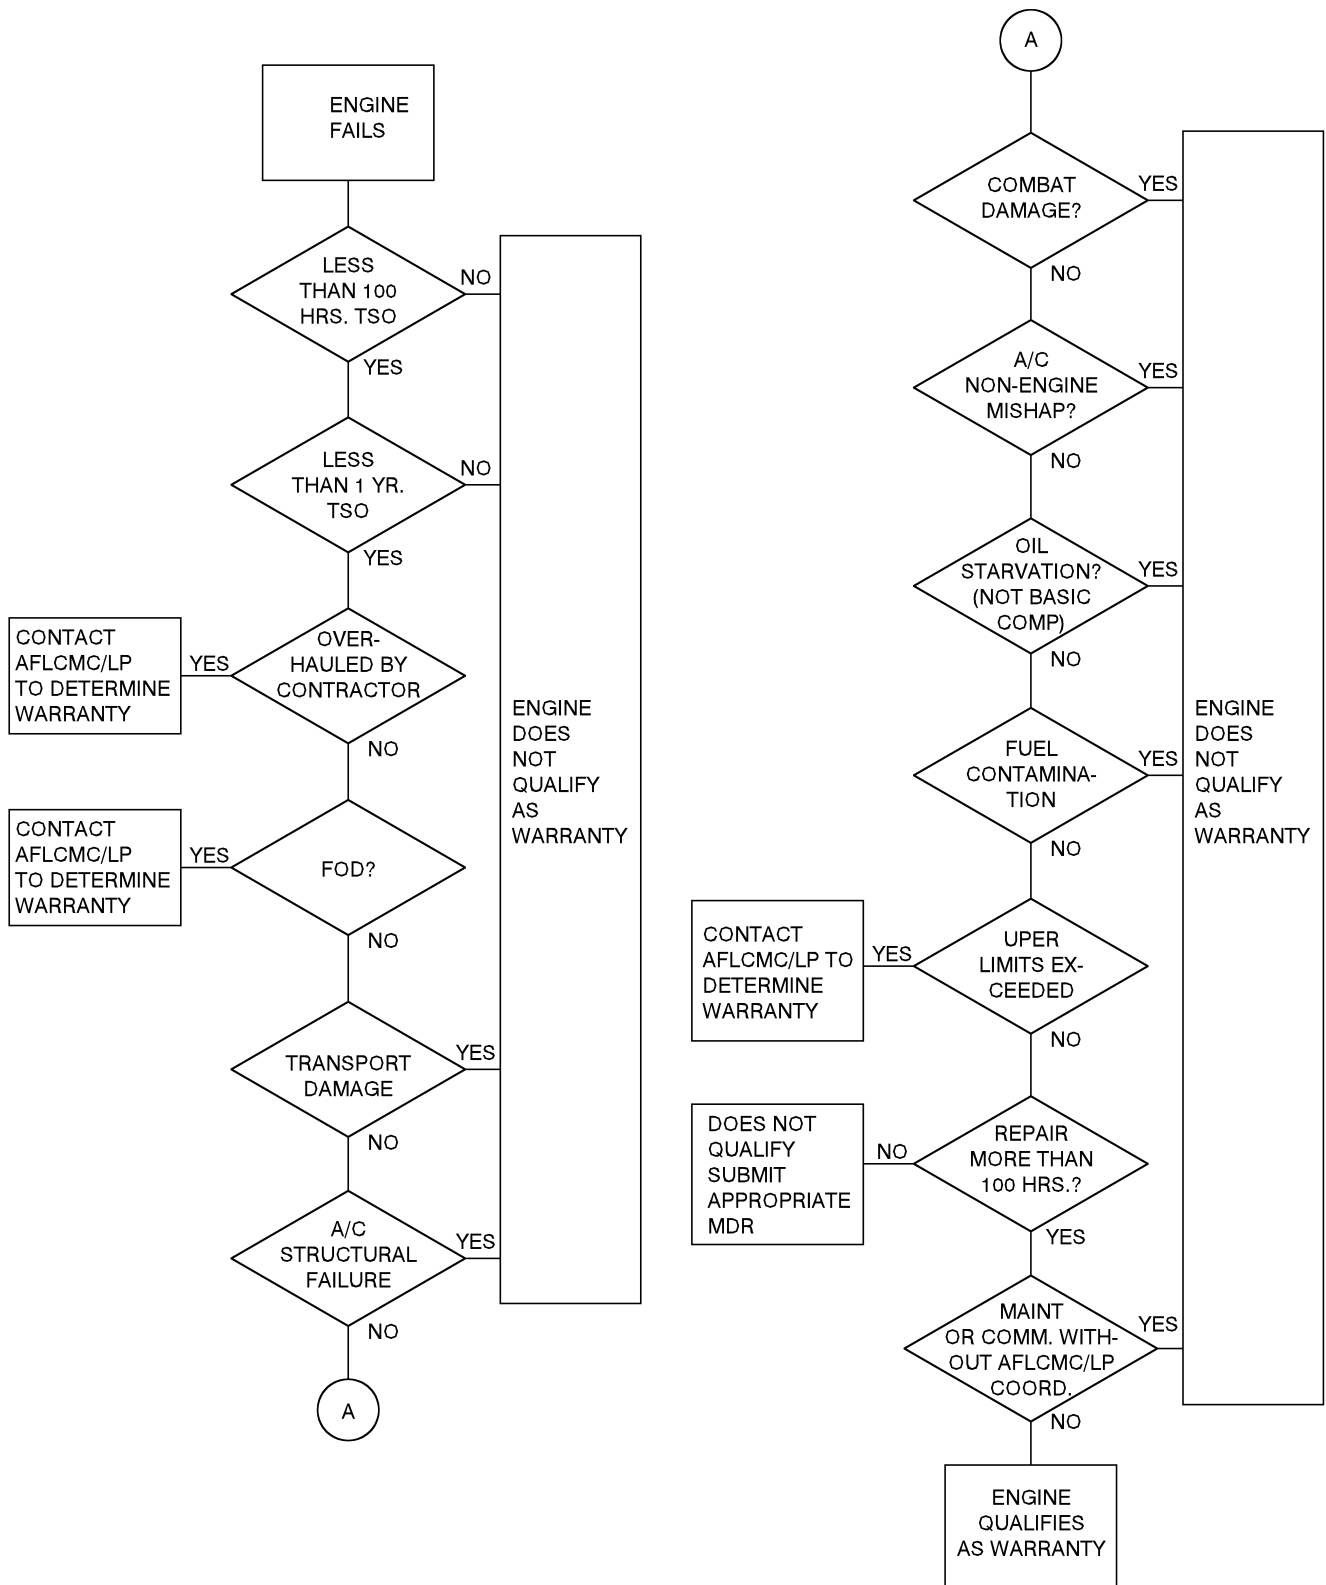 ENGINE
FAILS
LESS
THAN 100
HRS. TSO
NO
YES
LESS
THAN 1 YR.
TSO
NO
YES
OVER-
HAULED BY
CONTRACTOR
YES
CONTACT
AFLCMC/LP
TO DETERMINE
WARRANTY
NO
FOD?
YES
CONTACT
AFLCMC/LP
TO DETERMINE
WARRANTY
NO
TRANSPORT
DAMAGE
YES
NO
A/C
STRUCTURAL
FAILURE
YES
NO
A
ENGINE
DOES
NOT
QUALIFY
AS
WARRANTY
A
COMBAT
DAMAGE?
YES
NO
A/C
NON-ENGINE
MISHAP?
YES
NO
OIL
STARVATION?
(NOT BASIC
COMP)
YES
NO
FUEL
CONTAMINA-
TION
YES
NO
UPER
LIMITS EX-
CEEDED
YES
CONTACT
AFLCMC/LP TO
DETERMINE
WARRANTY
NO
REPAIR
MORE THAN
100 HRS.?
NO
DOES NOT
QUALIFY
SUBMIT
APPROPRIATE
MDR
YES
MAINT
OR COMM. WITH-
OUT AFLCMC/LP
COORD.
YES
NO
ENGINE
QUALIFIES
AS WARRANTY
ENGINE
DOES
NOT
QUALIFY
AS
WARRANTY